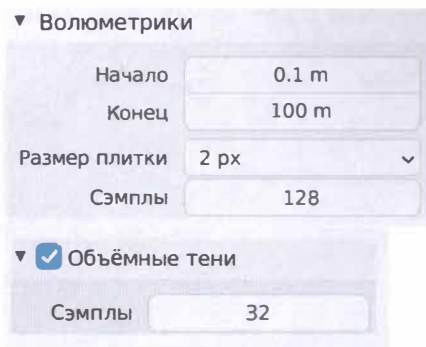 Волюметрики
Начало 0.1 m
Конец 100 m
Размер плитки 2 px
Сэмплы 128
Объёмные тени
Сэмплы 32